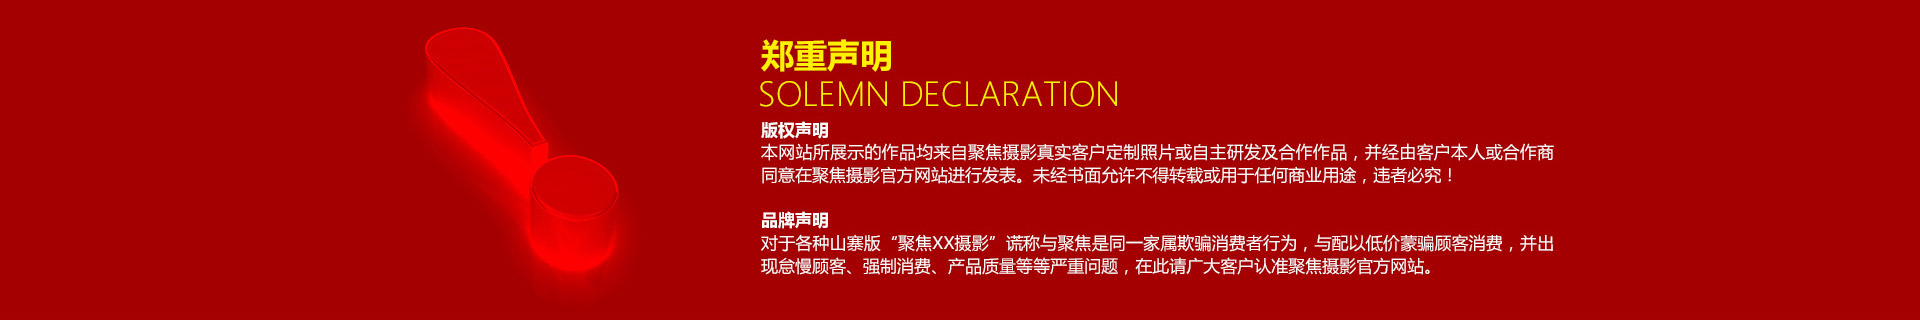 郑重声明
SOLEMN DECLARATION
版权声明
本网站所展示的作品均来自聚焦摄影真实客户定制照片或自主研发及合作作品，并经由客户本人或合作商
同意在聚焦摄影官方网站进行发表。未经书面允许不得转载或用于任何商业用途，违者必究！
品牌声明
对于各种山寨版“聚焦XX摄影”谎称与聚焦是同一家属欺骗消费者行为，与配以低价蒙骗顾客消费，并出
现怠慢顾客、强制消费、产品质量等等严重问题，在此请广大客户认准聚焦摄影官方网站。